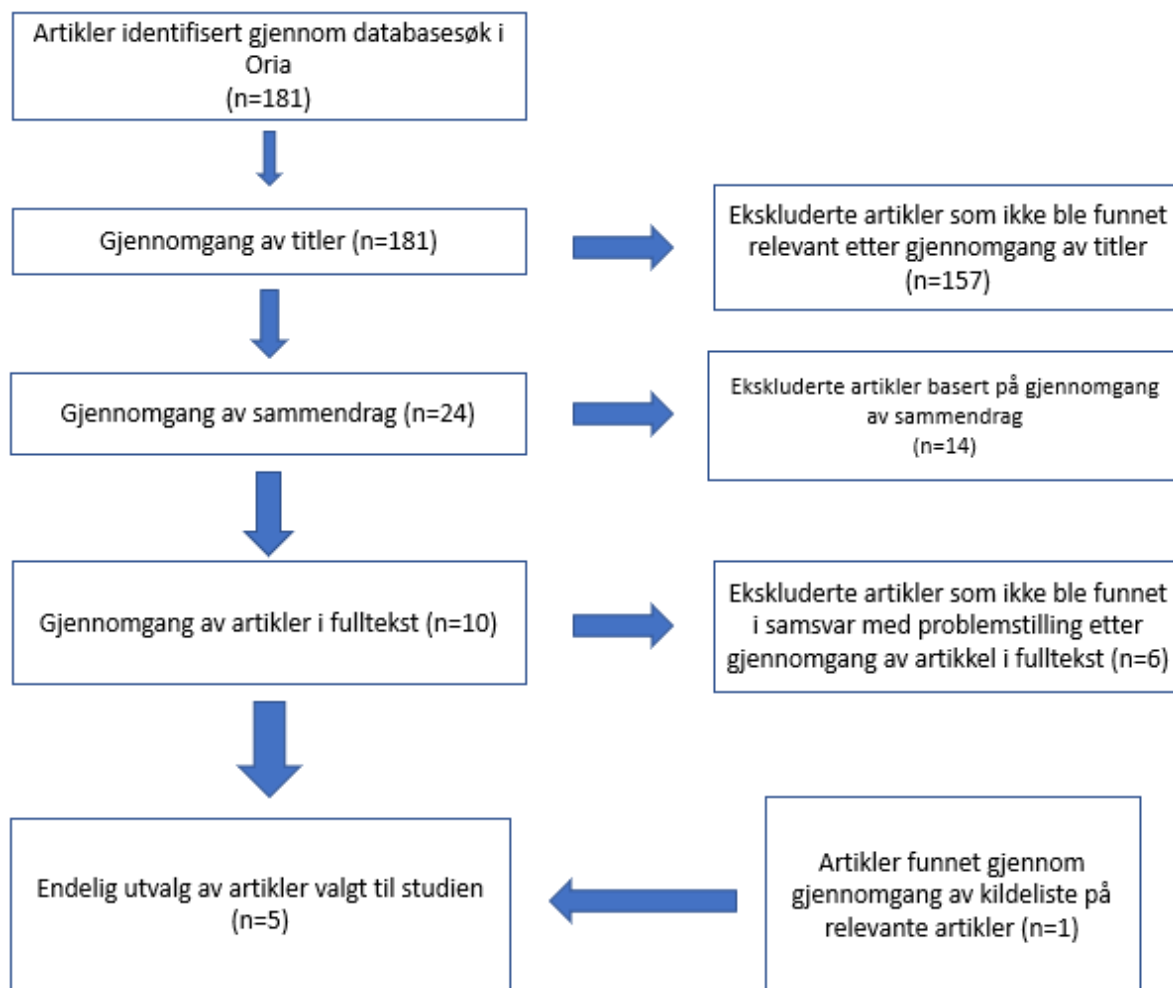 Artikler identifisert gjennom databasesøk i
Oria
(n=181)
Gjennomgang av titler (n=181)
Ekskluderte artikler som ikke ble funnet
relevant etter gjennomgang av titler
(n=157)
Gjennomgang av sammendrag (n=24)
Ekskluderte artikler basert på gjennomgang
av sammendrag
(n=14)
Gjennomgang av artikler i fulltekst (n=10)
Ekskluderte artikler som ikke ble funnet
i samsvar med problemstilling etter
gjennomgang av artikkel i fulltekst (n=6)
Endelig utvalg av artikler valgt til studien
(n=5)
Artikler funnet gjennom
gjennomgang av kildeliste på
relevante artikler (n=1)